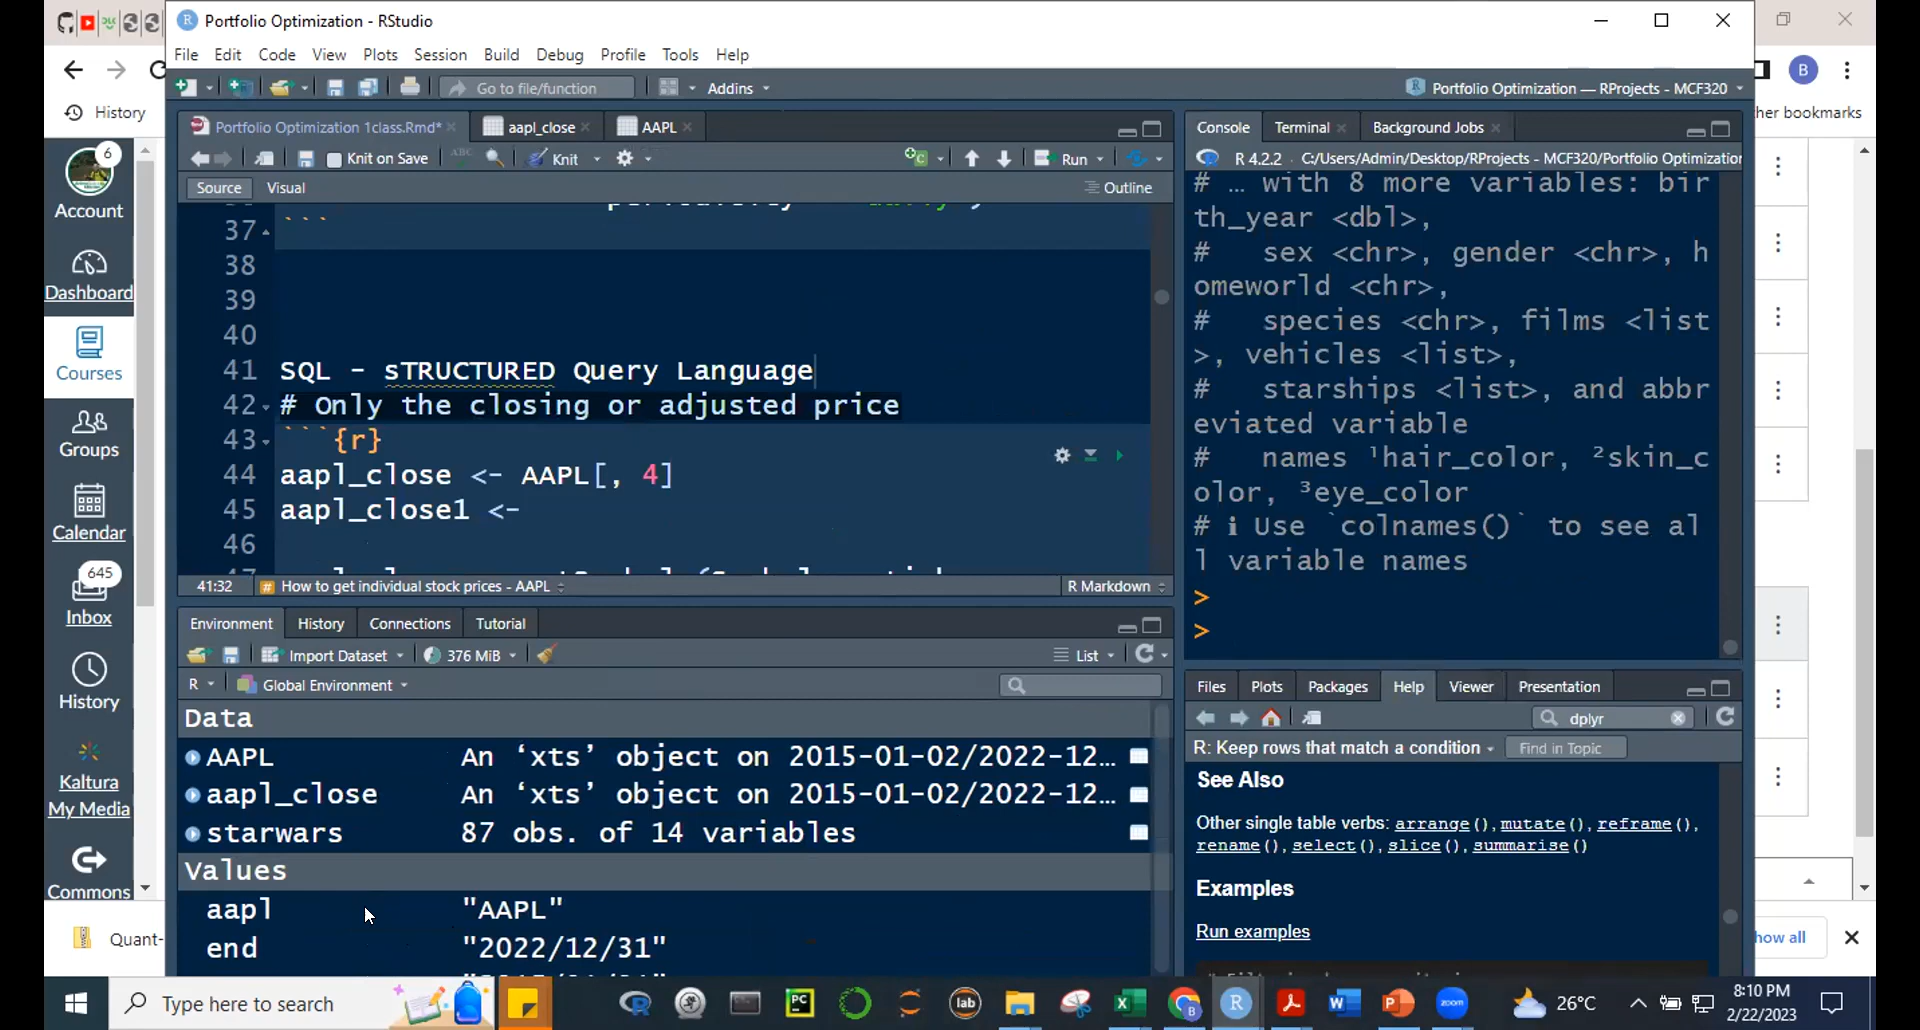 Portfolio Optimization - RStudio
File Edit Code View Plots Session Build Debug Profile Tools Help
Go to file/function
Addins
Portfolio Optimization — RProjects - MCF320
B
History
her bookmarks
Portfolio Optimization 1class.Rmd*
aapl_close
AAPL
Knit on Save
ABC
Knit
Run
Source Visual
Outline
37 ```
38
39
40
41 SQL - sTRUCTURED Query Language
42 # Only the closing or adjusted price
43 ```{r}
44 aapl_close <- AAPL[, 4]
45 aapl_close1 <-
46
41:32
How to get individual stock prices - AAPL
R Markdown
Console Terminal Background Jobs
R 4.2.2 C:/Users/Admin/Desktop/RProjects - MCF320/Portfolio Optimization
# … with 8 more variables: bir
th_year <dbl>,
#   sex <chr>, gender <chr>, h
omeworld <chr>,
#   species <chr>, films <list
>, vehicles <list>,
#   starships <list>, and abbr
eviated variable
#   names ¹hair_color, ²skin_c
olor, ³eye_color
# ℹ Use `colnames()` to see al
l variable names
>
>
Environment History Connections Tutorial
Import Dataset
376 MiB
List
R Global Environment
Data
AAPL An ‘xts’ object on 2015-01-02/2022-12…
aapl_close An ‘xts’ object on 2015-01-02/2022-12…
starwars 87 obs. of 14 variables
Values
aapl "AAPL"
end "2022/12/31"
Files Plots Packages Help Viewer Presentation
dplyr
R: Keep rows that match a condition
Find in Topic
See Also
Other single table verbs: arrange(), mutate(), reframe(),
rename(), select(), slice(), summarise()
Examples
Run examples
6
Account
Dashboard
Courses
Groups
Calendar
645
Inbox
History
Kaltura
My Media
Commons
Quant-
how all
Type here to search
PC
lab
R
zoom
26°C
8:10 PM
2/22/2023